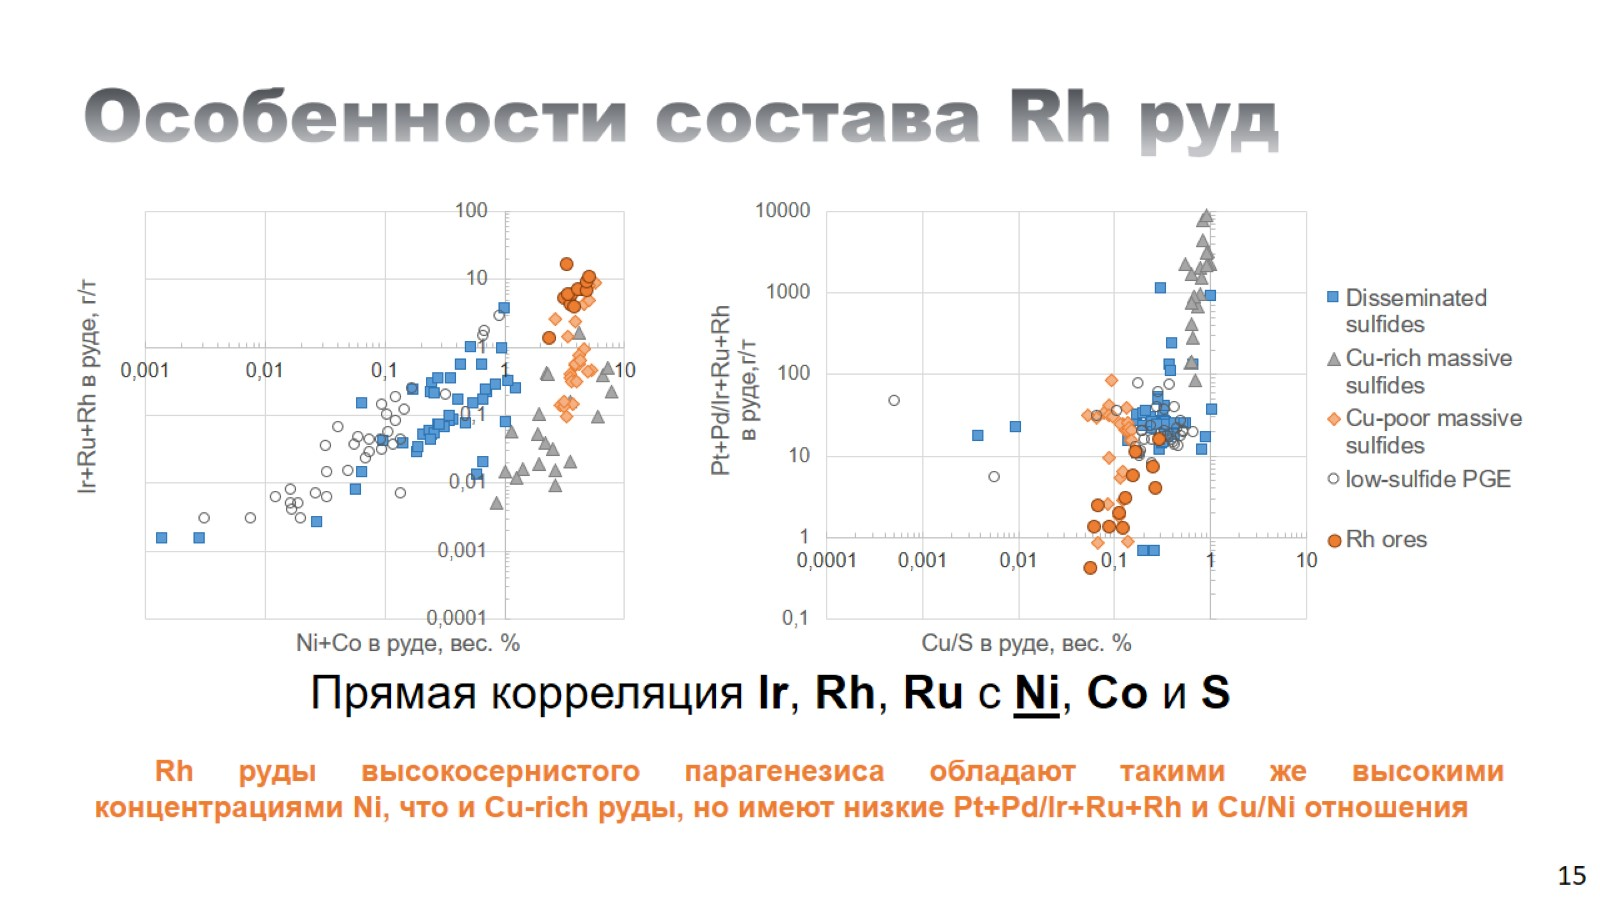 Особенности состава Rh руд
100
10
1
0,001
0,01
0,1
10
0,1
0,01
0,001
0,0001
Ir+Ru+Rh в руде, г/т
Ni+Co в руде, вес. %
10000
1000
100
10
1
0,0001
0,001
0,01
0,1
1
10
0,1
Pt+Pd/Ir+Ru+Rh
в руде,г/т
Cu/S в руде, вес. %
Disseminated
sulfides
Cu-rich massive
sulfides
Cu-poor massive
sulfides
low-sulfide PGE
Rh ores
Прямая корреляция Ir, Rh, Ru с Ni, Co и S
Rh руды высокосернистого парагенезиса обладают такими же высокими
концентрациями Ni, что и Cu-rich руды, но имеют низкие Pt+Pd/Ir+Ru+Rh и Cu/Ni отношения
15